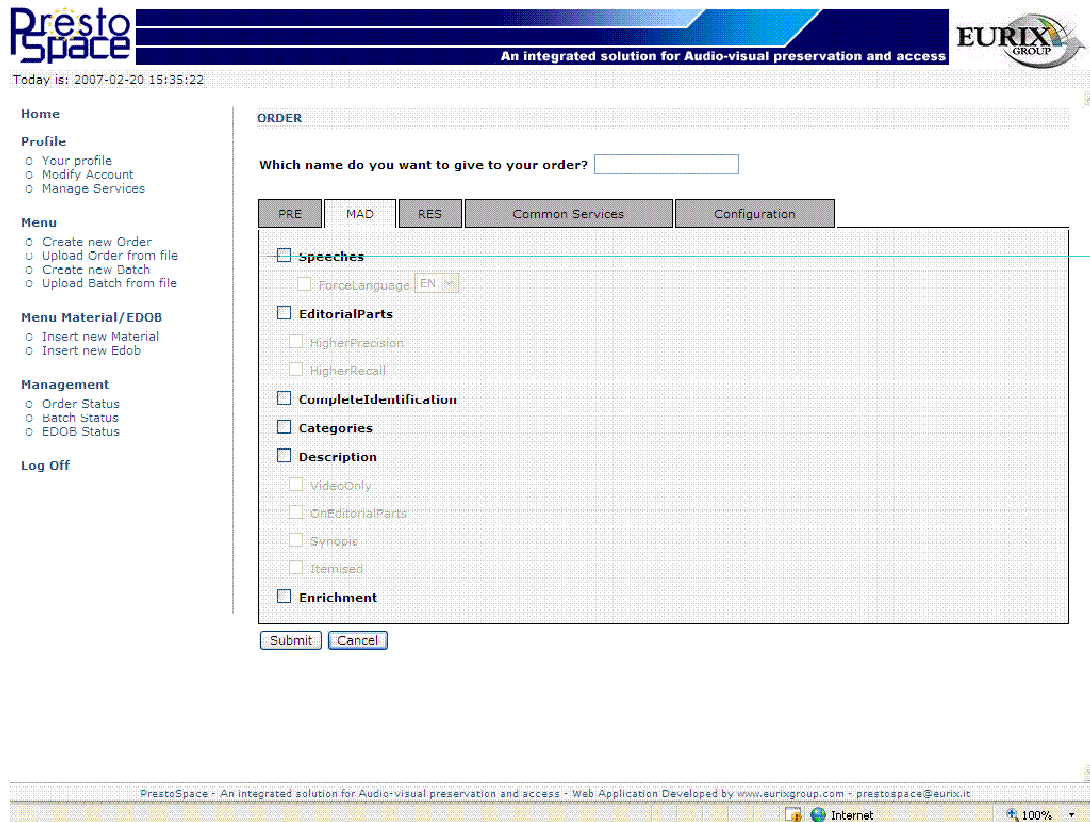 Presto
Space
An integrated solution for Audio-visual preservation and access
EURIX
GROUP
Today is: 2007-02-20 15:35:22
Home
Profile
Your profile
Modify Account
Manage Services
Menu
Create new Order
Upload Order from file
Create new Batch
Upload Batch from file
Menu Material/EDOB
Insert new Material
Insert new Edob
Management
Order Status
Batch Status
EDOB Status
Log Off
ORDER
Which name do you want to give to your order?
PRE MAD RES Common Services Configuration
Speeches
ForceLanguage EN
EditorialParts
HigherPrecision
HigherRecall
CompleteIdentification
Categories
Description
VideoOnly
OnEditorialParts
Synopis
Itemised
Enrichment
Submit Cancel
PrestoSpace - An integrated solution for Audio-visual preservation and access - Web Application Developed by www.eurixgroup.com - prestospace@eurix.it
Internet 100%